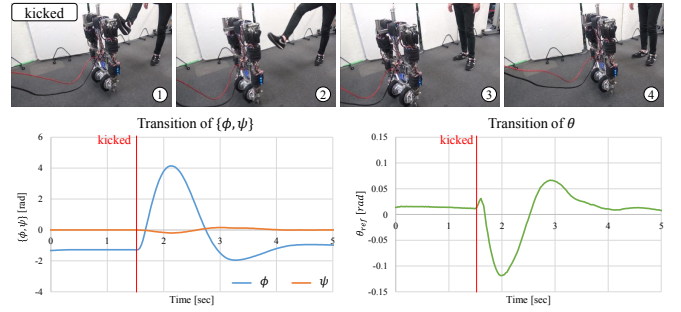 kicked
1 2 3 4
Transition of {ϕ, ψ}
kicked
6
4
2
0
-2
-4
0 1 2 3 4 5
{ϕ, ψ} [rad]
Time [sec]
ϕ ψ
Transition of θ
kicked
0.15
0.1
0.05
0
-0.05
-0.1
-0.15
0 1 2 3 4 5
θref [rad]
Time [sec]